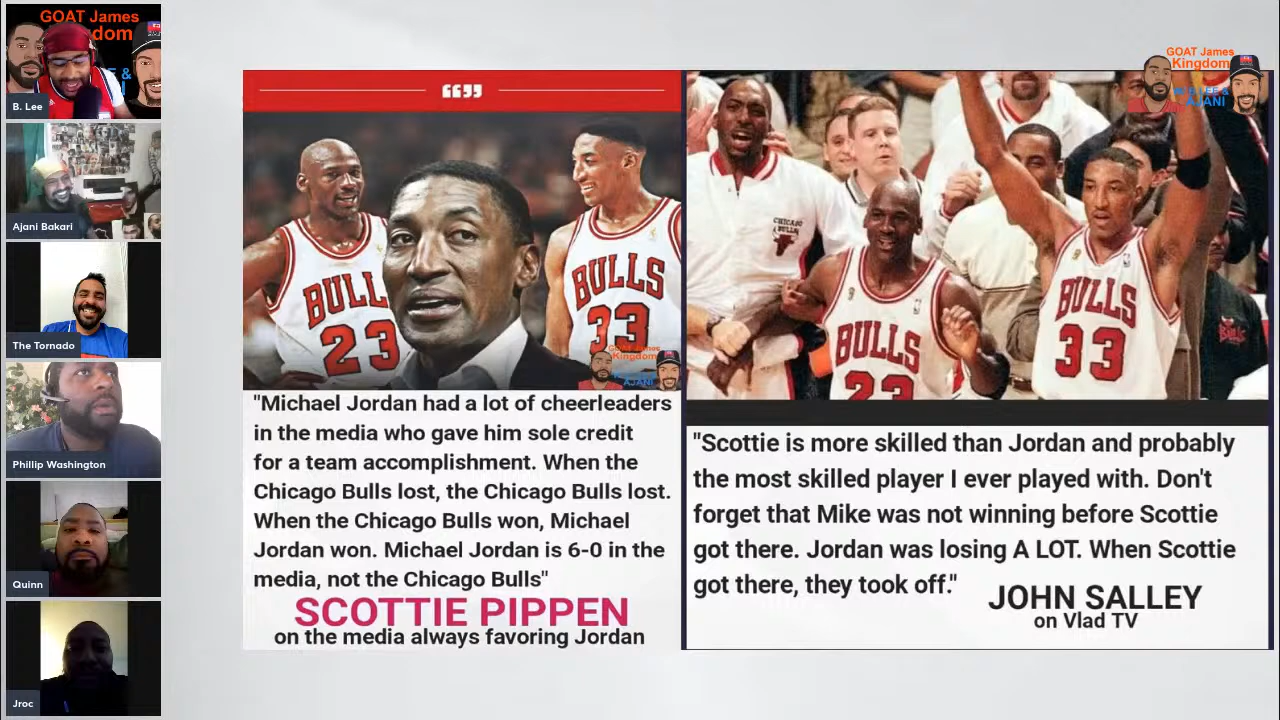 GOAT James
Kingdom
B. Lee
Ajani Bakari
The Tornado
Phillip Washington
Quinn
Jroc
BULLS
23
BULLS
33
GOAT James
Kingdom
AJANI
"Michael Jordan had a lot of cheerleaders
in the media who gave him sole credit
for a team accomplishment. When the
Chicago Bulls lost, the Chicago Bulls lost.
When the Chicago Bulls won, Michael
Jordan won. Michael Jordan is 6-0 in the
media, not the Chicago Bulls"
SCOTTIE PIPPEN
on the media always favoring Jordan
GOAT James
Kingdom
AJANI
CHICAGO
BULLS
BULLS
23
BULLS
33
"Scottie is more skilled than Jordan and probably
the most skilled player I ever played with. Don't
forget that Mike was not winning before Scottie
got there. Jordan was losing A LOT. When Scottie
got there, they took off."
JOHN SALLEY
on Vlad TV